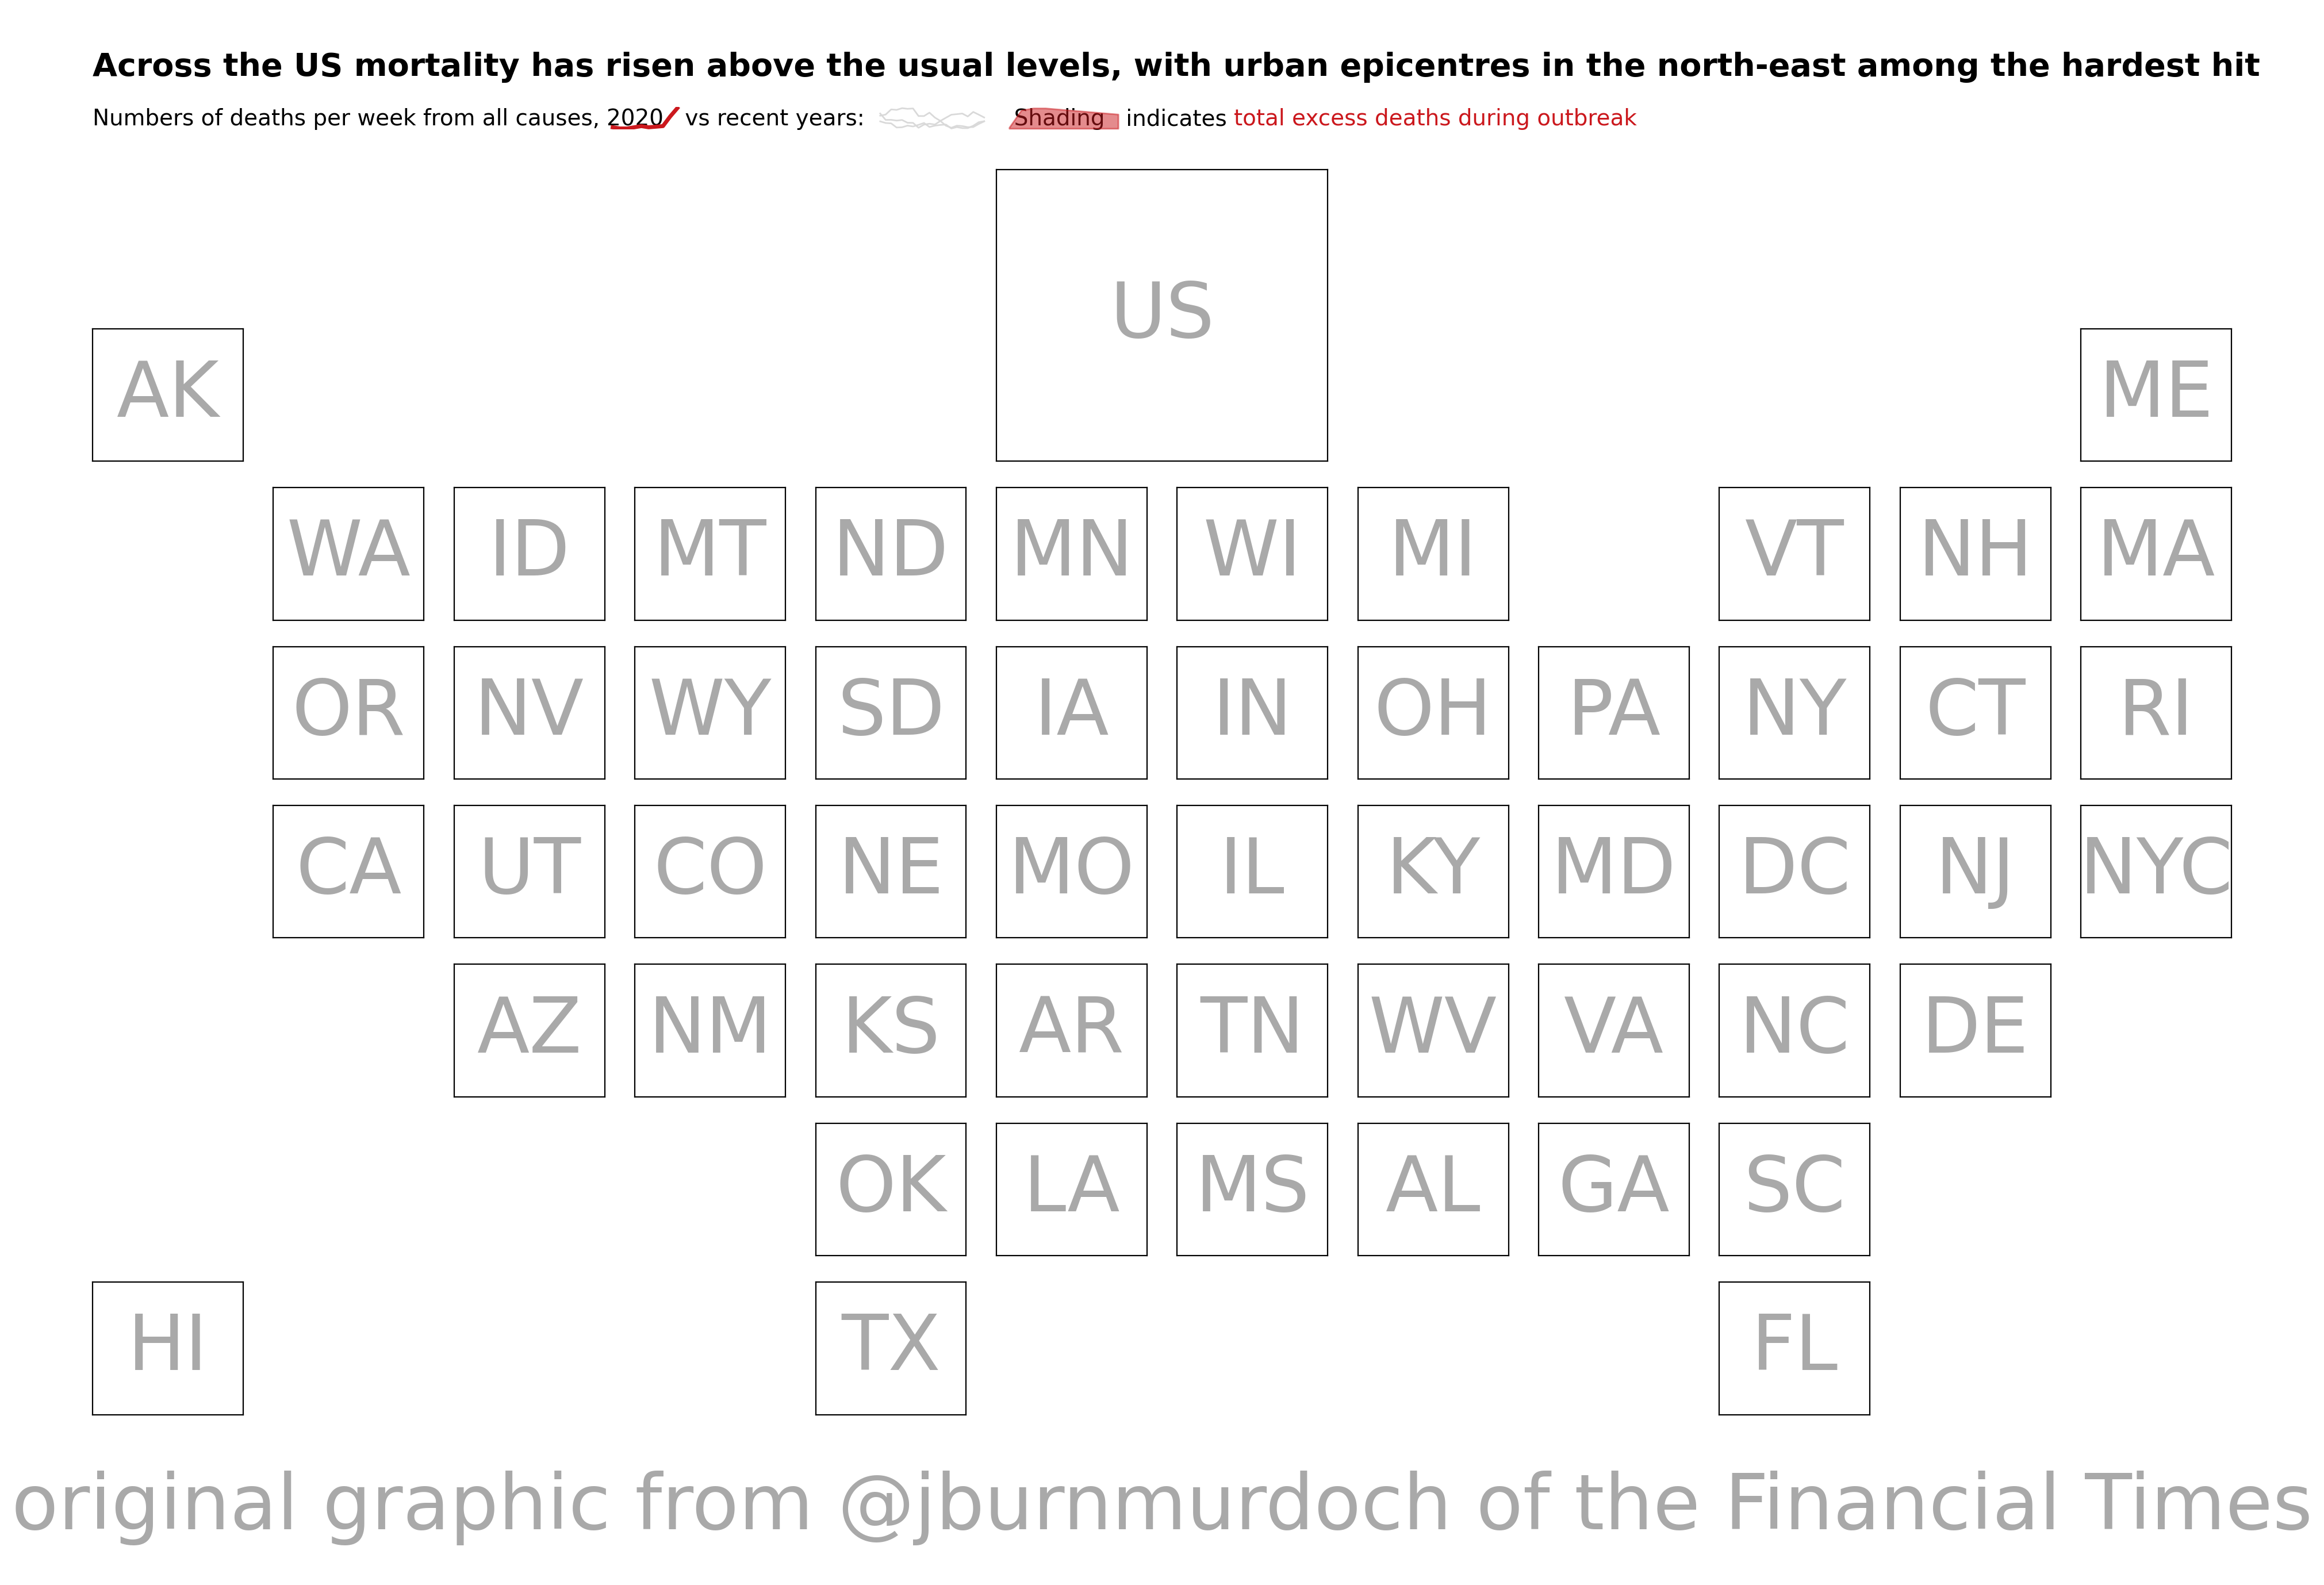 Across the US mortality has risen above the usual levels, with urban epicentres in the north-east among the hardest hit
Numbers of deaths per week from all causes, 2020 vs recent years: Shading indicates total excess deaths during outbreak
US
AK ME
WA ID MT ND MN WI MI VT NH MA
OR NV WY SD IA IN OH PA NY CT RI
CA UT CO NE MO IL KY MD DC NJ NYC
AZ NM KS AR TN WV VA NC DE
OK LA MS AL GA SC
HI TX FL
original graphic from @jburnmurdoch of the Financial Times